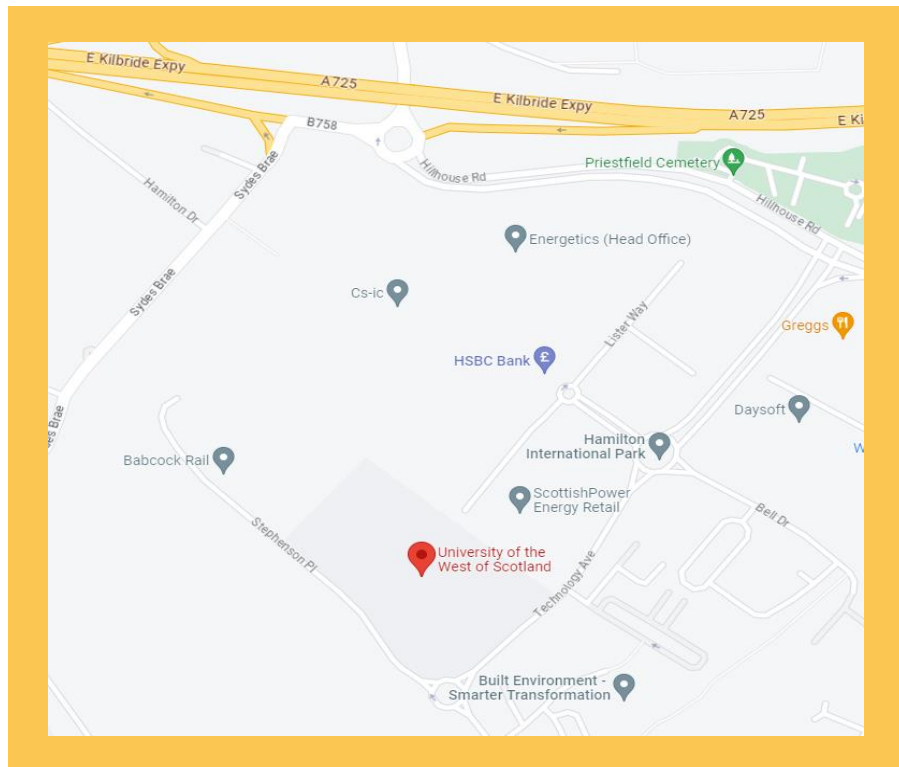 E Kilbride Expy
A725
E Kilbride Expy
A725
E Ki
B758
Sydes Brae
Hillhouse Rd
Priestfield Cemetery
Hamilton Dr
Hillhouse Rd
Energetics (Head Office)
Sydes Brae
Cs-ic
Lister Way
Greggs
HSBC Bank
£
Daysoft
es Brae
Hamilton
International Park
W
Babcock Rail
ScottishPower
Energy Retail
Bell Dr
Stephenson Pl
University of the
West of Scotland
Technology Ave
Built Environment -
Smarter Transformation